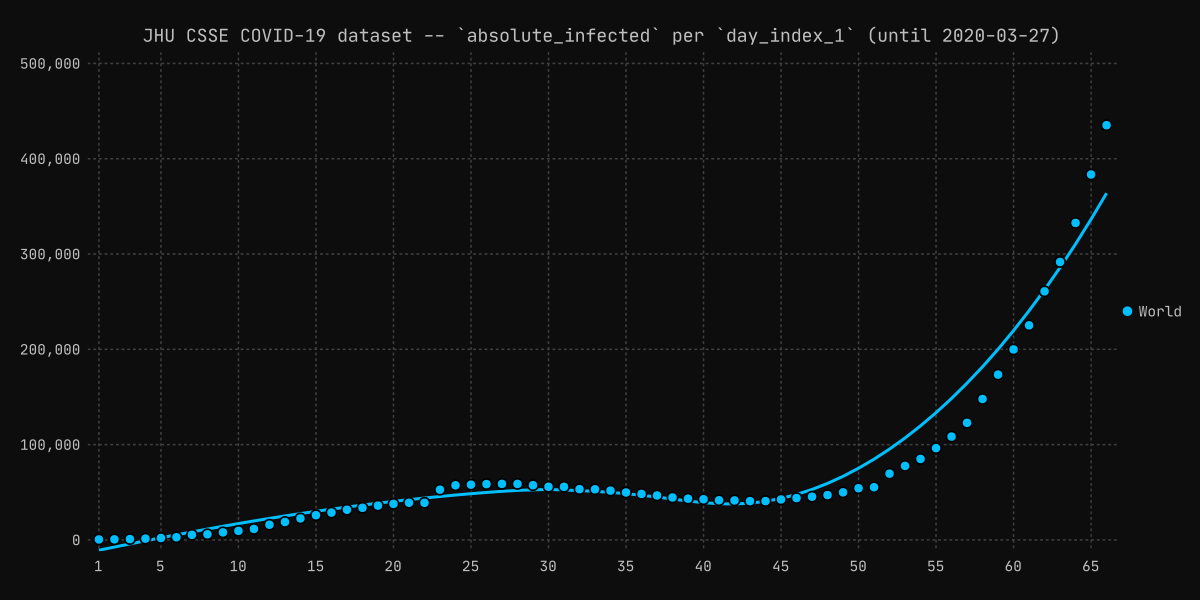 JHU CSSE COVID-19 dataset -- `absolute_infected` per `day_index_1` (until 2020-03-27)
500,000
400,000
300,000
200,000
100,000
0
1 5 10 15 20 25 30 35 40 45 50 55 60 65
World